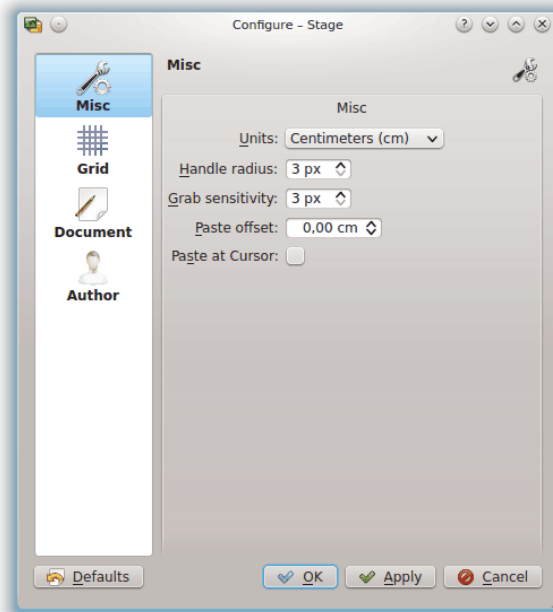 Configure – Stage
Misc
Grid
Document
Author
Misc
Misc
Units: Centimeters (cm)
Handle radius: 3 px
Grab sensitivity: 3 px
Paste offset: 0,00 cm
Paste at Cursor:
Defaults OK Apply Cancel